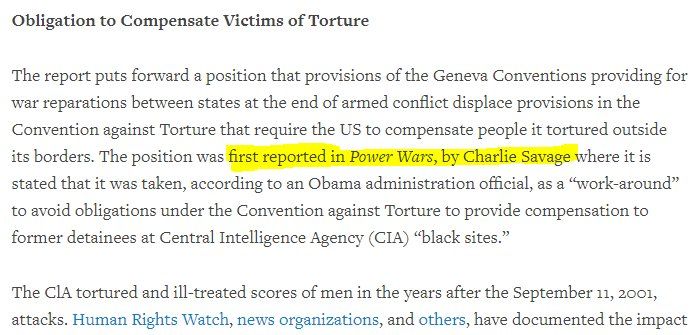 Obligation to Compensate Victims of Torture
The report puts forward a position that provisions of the Geneva Conventions providing for
war reparations between states at the end of armed conflict displace provisions in the
Convention against Torture that require the US to compensate people it tortured outside
its borders. The position was first reported in Power Wars, by Charlie Savage where it is
stated that it was taken, according to an Obama administration official, as a “work-around”
to avoid obligations under the Convention against Torture to provide compensation to
former detainees at Central Intelligence Agency (CIA) “black sites.”
The ClA tortured and ill-treated scores of men in the years after the September 11, 2001,
attacks. Human Rights Watch, news organizations, and others, have documented the impact